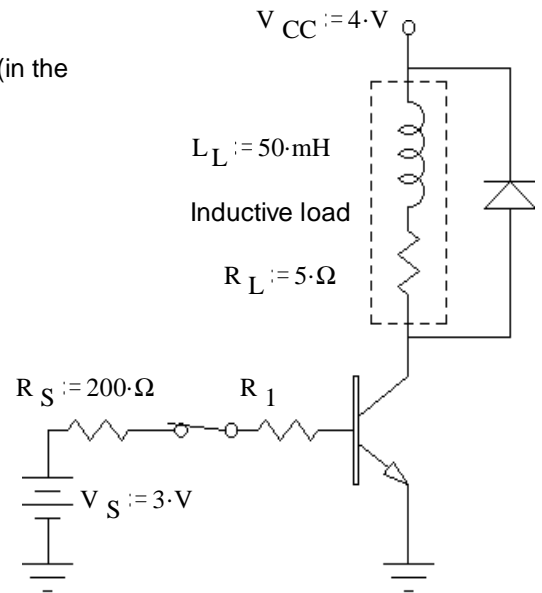 V CC := 4·V
(in the
L L := 50·mH
Inductive load
R L := 5·Ω
R S := 200·Ω R 1
V S := 3·V